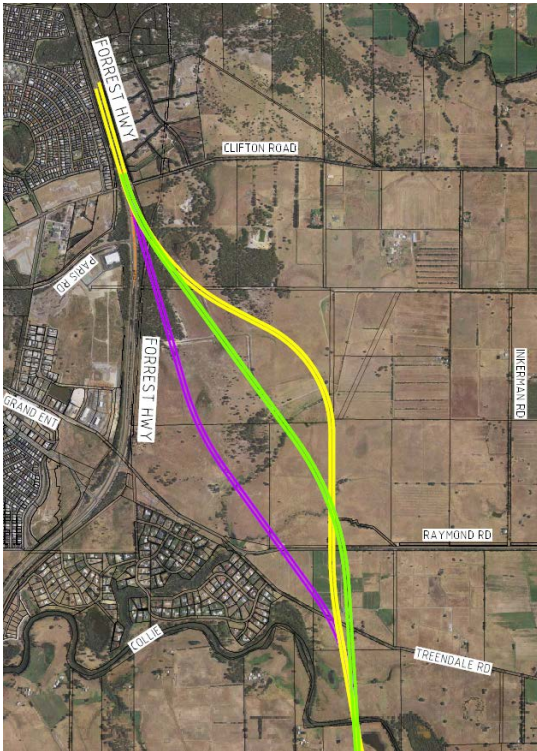 FORREST HWY
CLIFTON ROAD
PARIS RD
FORREST HWY
INKERMAN RD
GRAND ENT
RAYMOND RD
COLLIE
TREENDALE RD